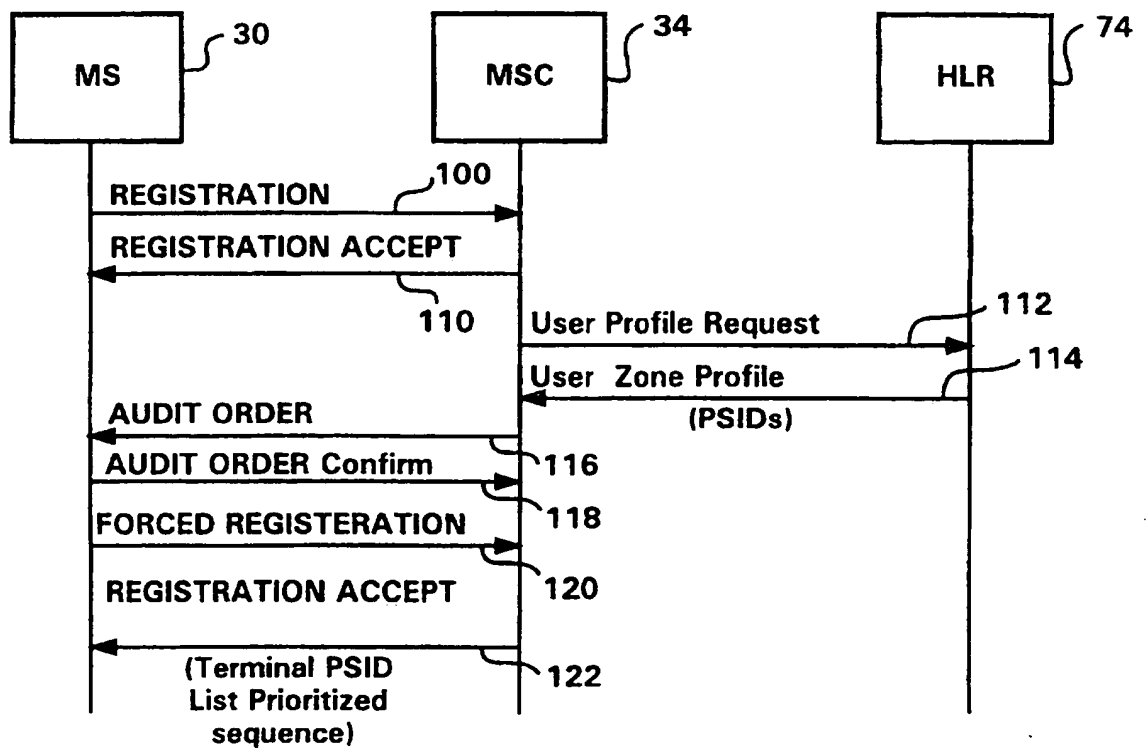 30
34
74
MS
MSC
HLR
100
REGISTRATION
REGISTRATION ACCEPT
110
User Profile Request
112
114
User Zone Profile
(PSIDs)
AUDIT ORDER
116
AUDIT ORDER Confirm
118
FORCED REGISTERATION
120
REGISTRATION ACCEPT
122
(Terminal PSID
List Prioritized
sequence)